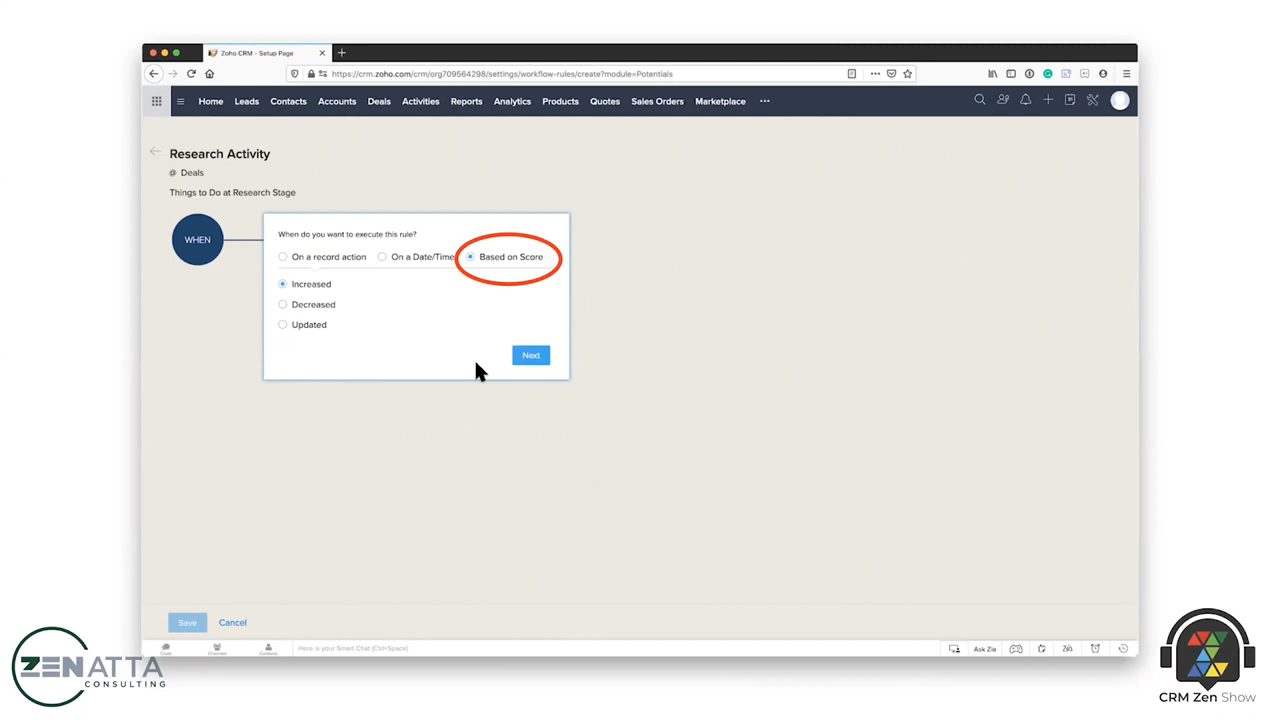 Zoho CRM - Setup Page
https://crm.zoho.com/crm/org709564298/settings/workflow-rules/create?module=Potentials
Home Leads Contacts Accounts Deals Activities Reports Analytics Products Quotes Sales Orders Marketplace
Research Activity
@ Deals
Things to Do at Research Stage
WHEN
When do you want to execute this rule?
On a record action On a Date/Time Based on Score
Increased
Decreased
Updated
Next
Save Cancel
Chats Channels Contacts Here is your Smart Chat (Ctrl+Space) Ask Zia
ZENATTA
CONSULTING
CRM Zen Show